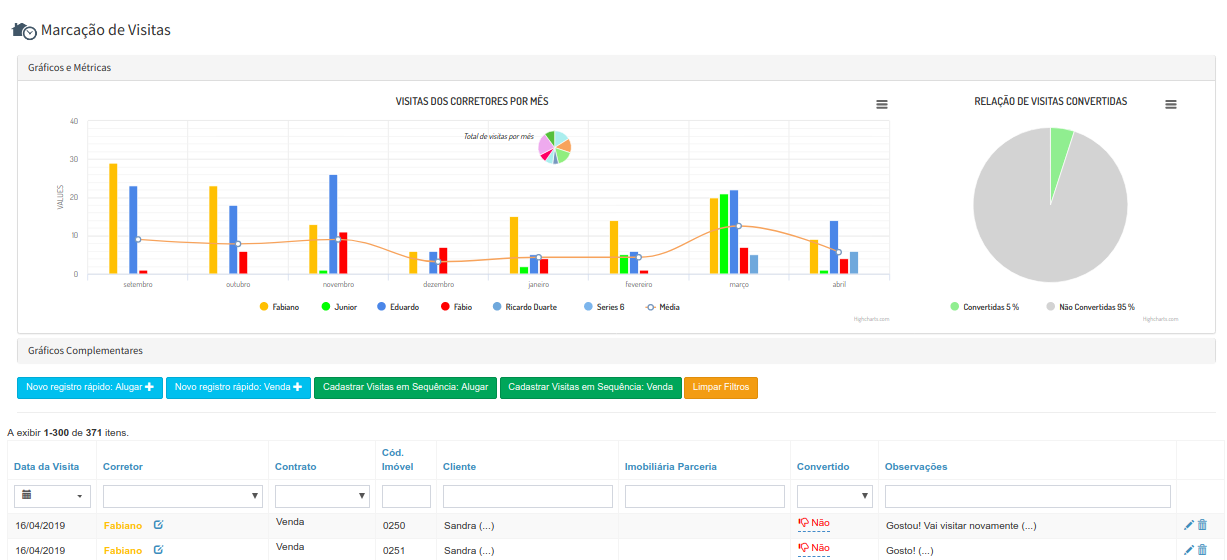 Marcação de Visitas
Gráficos e Métricas
VISITAS DOS CORRETORES POR MÊS
Total de visitas por mês
VALUES
40
30
20
10
0
setembro outubro novembro dezembro janeiro fevereiro março abril
Fabiano Junior Eduardo Fábio Ricardo Duarte Series 6 Média
Highcharts.com
RELAÇÃO DE VISITAS CONVERTIDAS
Convertidas 5 % Não Convertidas 95 %
Highcharts.com
Gráficos Complementares
Novo registro rápido: Alugar Novo registro rápido: Venda Cadastrar Visitas em Sequência: Alugar Cadastrar Visitas em Sequência: Venda Limpar Filtros
A exibir 1-300 de 371 itens.
Data da Visita Corretor Contrato Cód. Imóvel Cliente Imobiliária Parceria Convertido Observações
16/04/2019 Fabiano Venda 0250 Sandra (...) Não Gostou! Vai visitar novamente (...)
16/04/2019 Fabiano Venda 0251 Sandra (...) Não Gosto! (...)